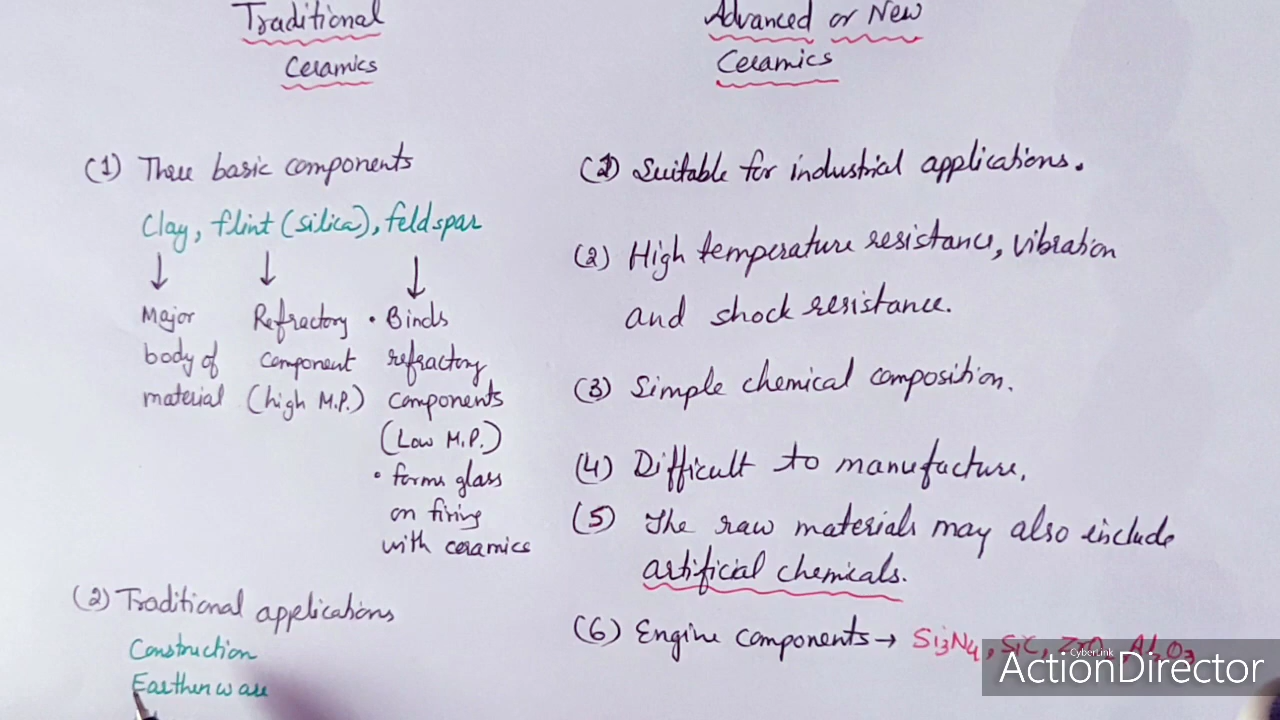 Traditional
Ceramics
(1) Three basic components
Clay, flint (silica), feldspar
↓ ↓ ↓
Major
body of
material
Refractory
component
(high M.P.)
• Binds
refractory
components
(Low M.P.)
• forms glass
on firing
with ceramics
(2) Traditional applications
Construction
Earthenware
Advanced or New
Ceramics
(1) Suitable for industrial applications.
(2) High temperature resistance, vibration
and shock resistance.
(3) Simple chemical composition.
(4) Difficult to manufacture.
(5) The raw materials may also include
artificial chemicals.
(6) Engine components → Si₃N₄, SiC, ZrO₂, Al₂O₃
CyberLink
ActionDirector